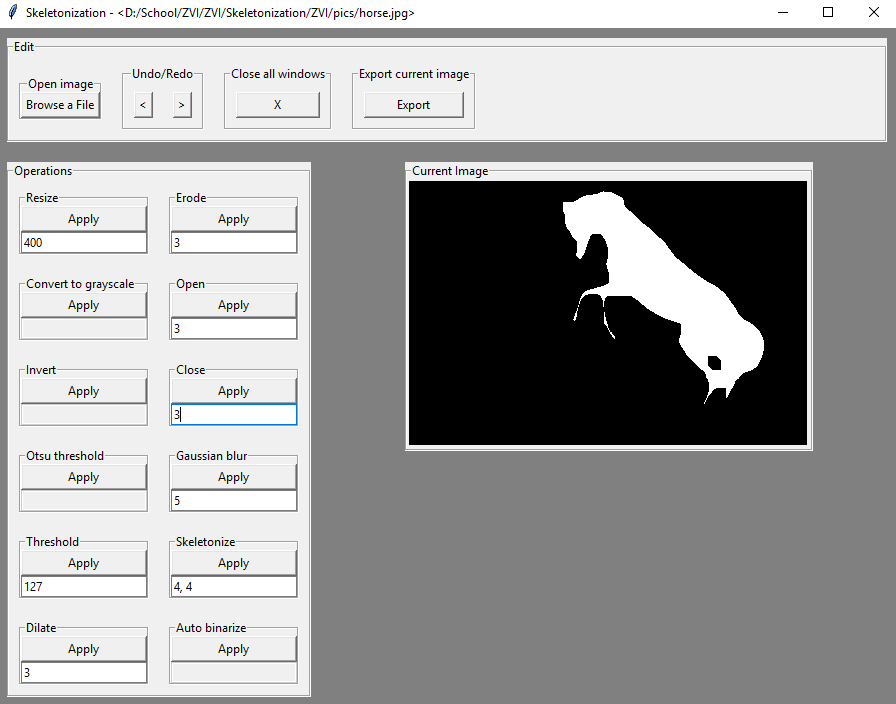 Skeletonization - <D:/School/ZVI/ZVI/Skeletonization/ZVI/pics/horse.jpg>
Edit
Open image
Browse a File
Undo/Redo
< >
Close all windows
X
Export current image
Export
Operations
Resize
Apply
400
Erode
Apply
3
Convert to grayscale
Apply
Open
Apply
3
Invert
Apply
Close
Apply
3
Otsu threshold
Apply
Gaussian blur
Apply
5
Threshold
Apply
127
Skeletonize
Apply
4, 4
Dilate
Apply
3
Auto binarize
Apply
Current Image